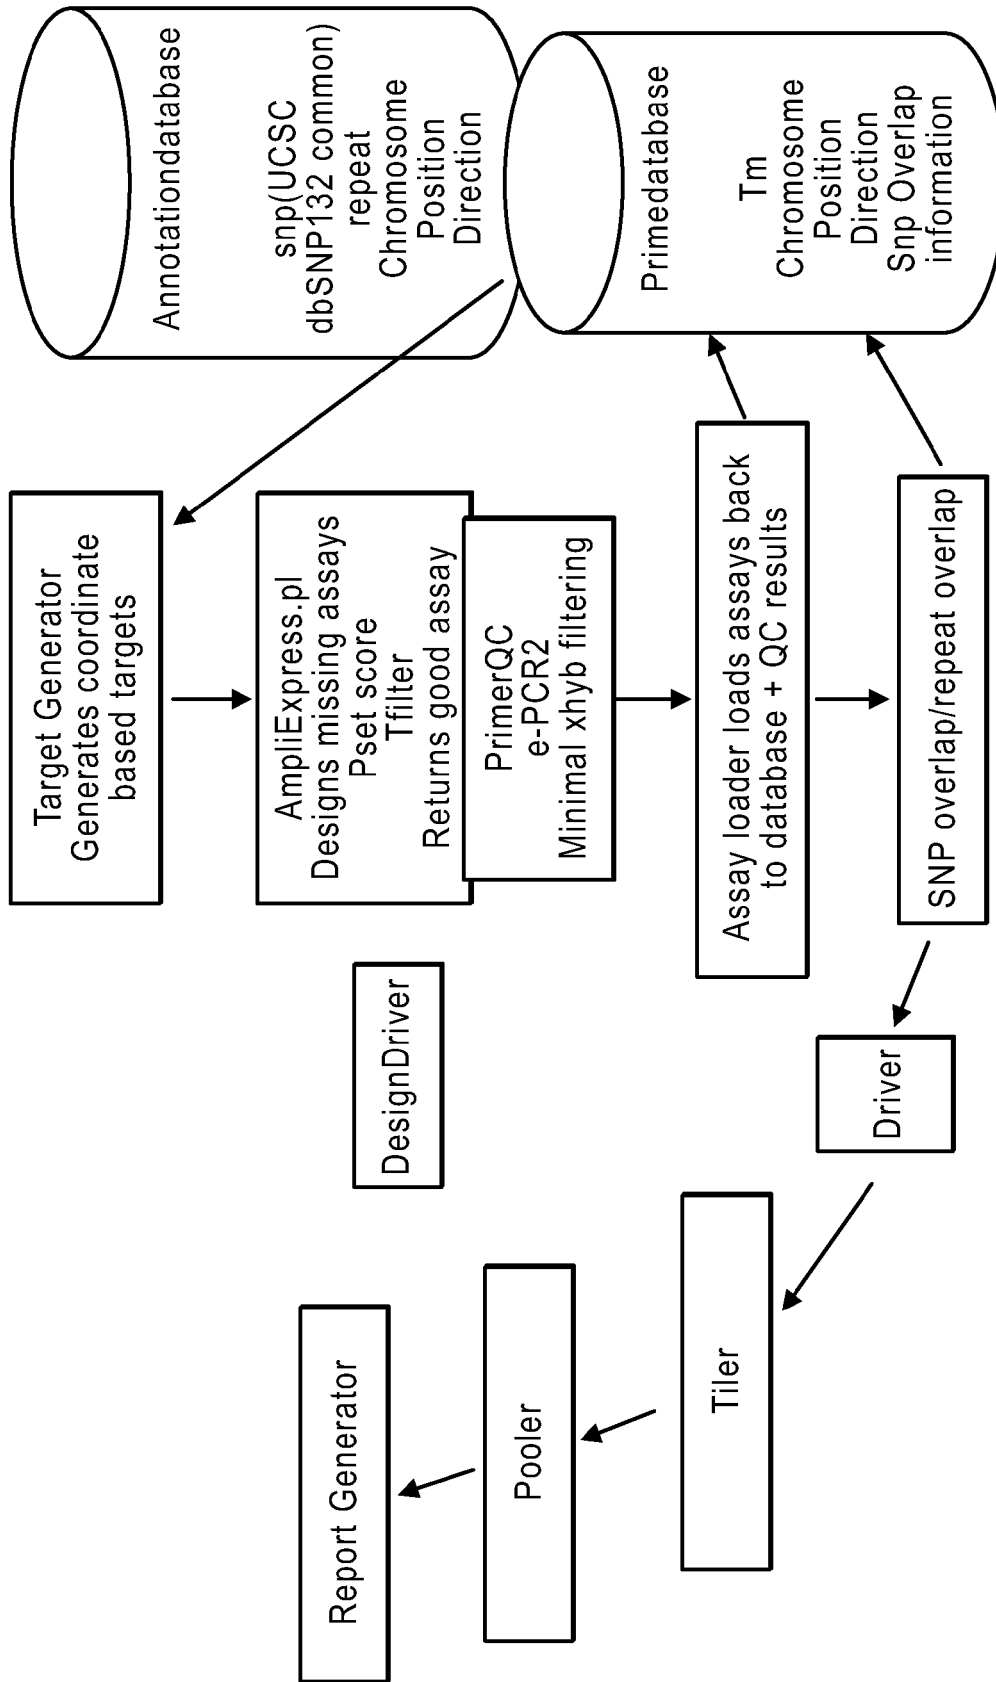 Annotiondatabase
snp(UCSC
dbSNP132 common)
repeat
Chromosome
Position
Direction
Primedatabase
Tm
Chromosome
Position
Direction
Snp Overlap
information
Target Generator
Generates coordinate
based targets
AmpliExpress.pl
Designs missing assays
Pset score
Tfilter
Returns good assay
PrimerQC
e-PCR2
Minimal xhyb filtering
Assay loader loads assays back
to database + QC results
SNP overlap/repeat overlap
DesignDriver
Driver
Tiler
Pooler
Report Generator